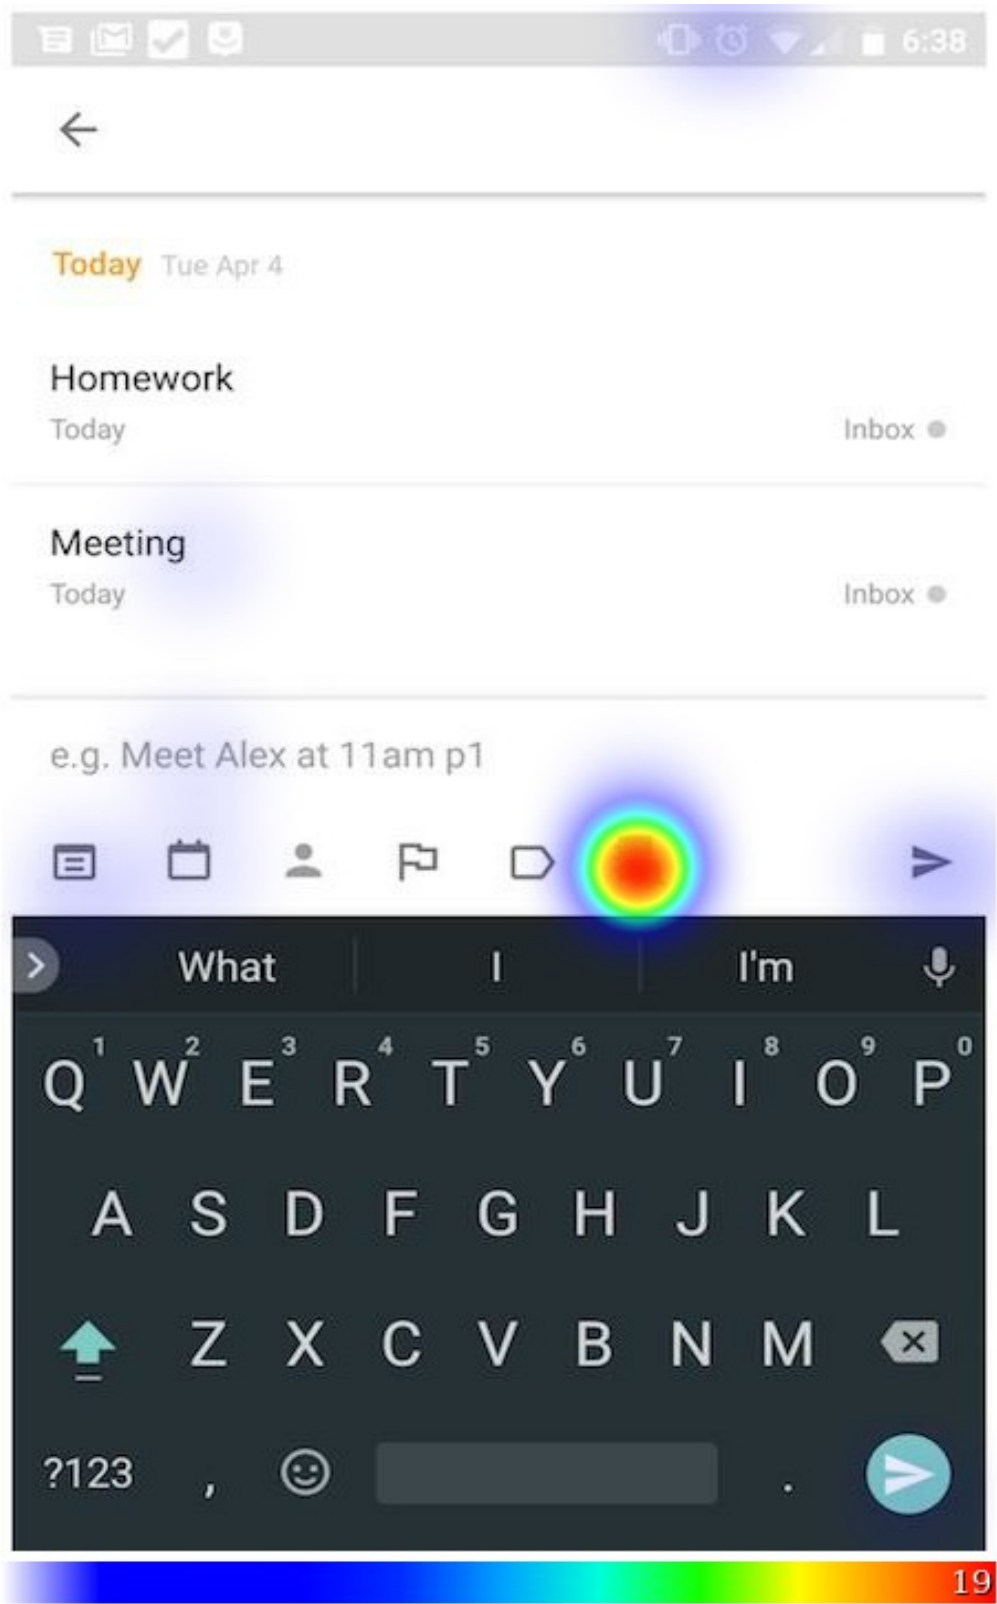 6:38
Today Tue Apr 4
Homework
Today Inbox
Meeting
Today Inbox
e.g. Meet Alex at 11am p1
What I I'm
1 2 3 4 5 6 7 8 9 0
Q W E R T Y U I O P
A S D F G H J K L
Z X C V B N M
?123 , .
19